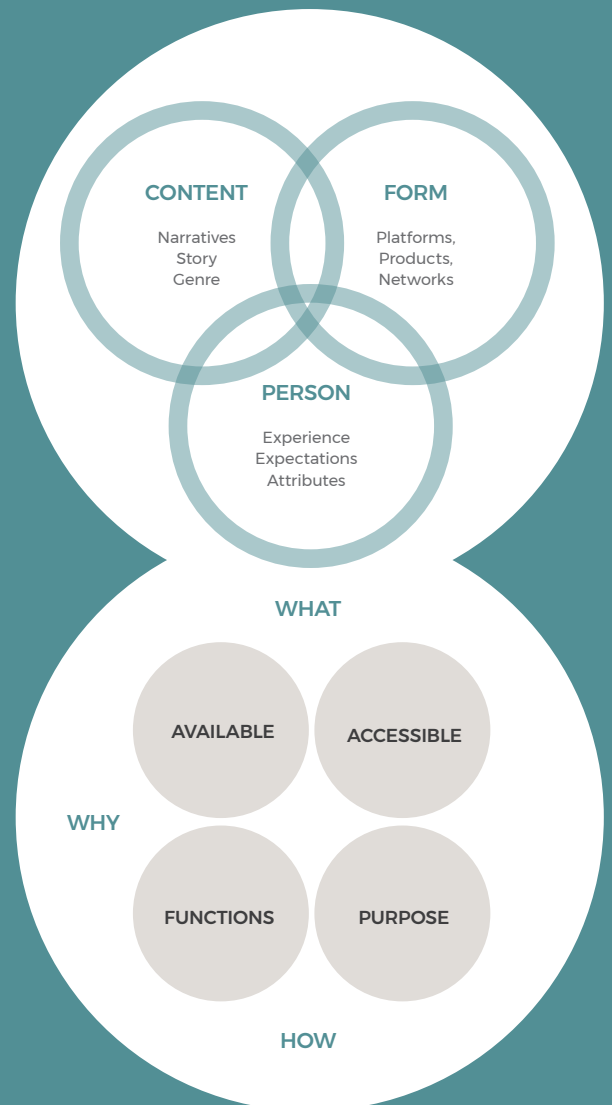 CONTENT
Narratives
Story
Genre
FORM
Platforms,
Products,
Networks
PERSON
Experience
Expectations
Attributes
WHAT
AVAILABLE
ACCESSIBLE
WHY
FUNCTIONS
PURPOSE
HOW